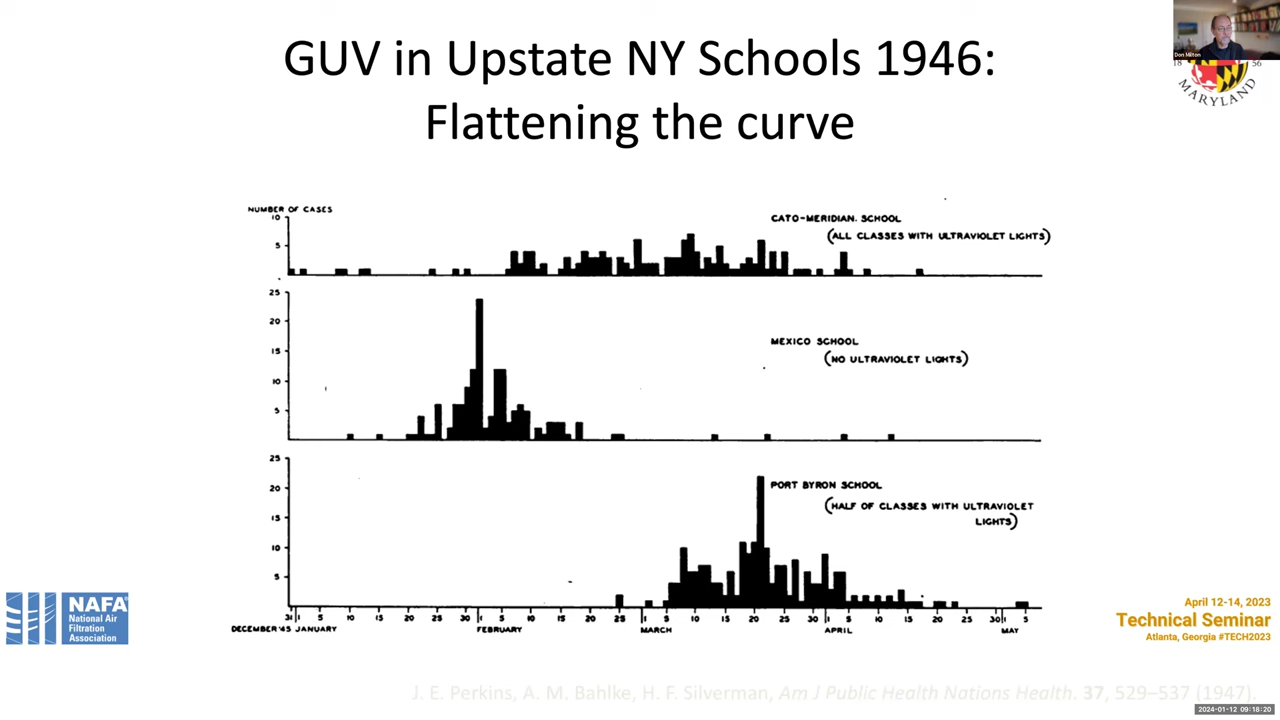 GUV in Upstate NY Schools 1946:
Flattening the curve
Don Milton
18 56
MARYLAND
NUMBER OF CASES
10
5
CATO-MERIDIAN. SCHOOL
(ALL CLASSES WITH ULTRAVIOLET LIGHTS)
25
20
15
10
5
MEXICO SCHOOL
(NO ULTRAVIOLET LIGHTS)
25
20
15
10
5
PORT BYRON SCHOOL
(HALF OF CLASSES WITH ULTRAVIOLET
LIGHTS)
31 1 5 10 15 20 25 30 1 5 10 15 20 25 1 5 10 15 20 25 30 1 5 10 15 20 25 30 1 5
DECEMBER '45 JANUARY FEBRUARY MARCH APRIL MAY
NAFA
National Air
Filtration
Association
April 12-14, 2023
Technical Seminar
Atlanta, Georgia #TECH2023
J. E. Perkins, A. M. Bahlke, H. F. Silverman, Am J Public Health Nations Health. 37, 529–537 (1947).
2024-01-12 09:18:20